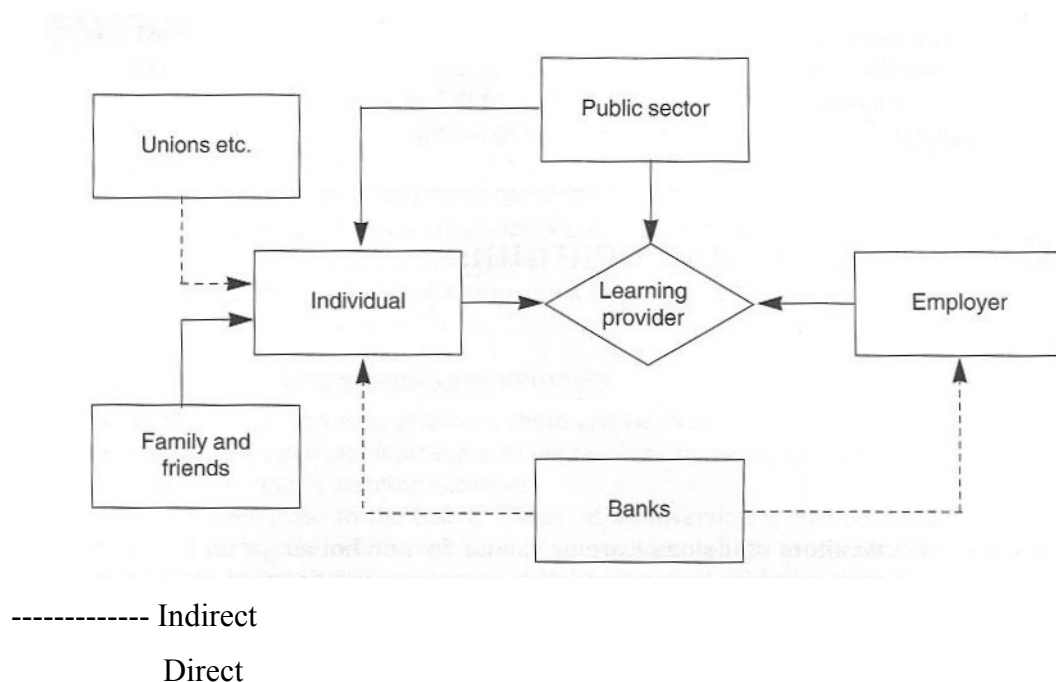 Public sector
Unions etc.
Individual
Learning
provider
Employer
Family and
friends
Banks
------------- Indirect
Direct